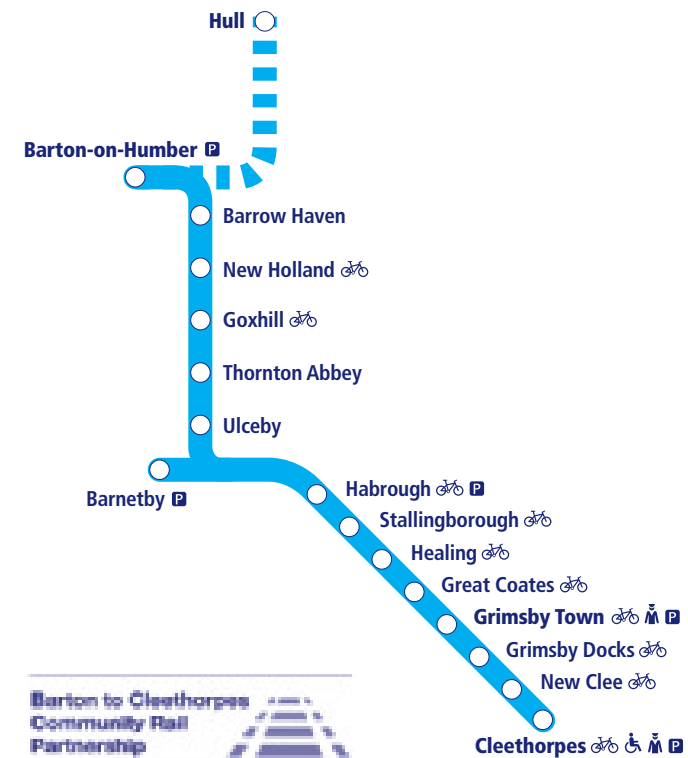 Hull
Barton-on-Humber P
Barrow Haven
New Holland
Goxhill
Thornton Abbey
Ulceby
Barnetby P
Habrough P
Stallingborough
Healing
Great Coates
Grimsby Town P
Grimsby Docks
New Clee
Cleethorpes P
Barton to Cleethorpes
Community Rail
Partnership